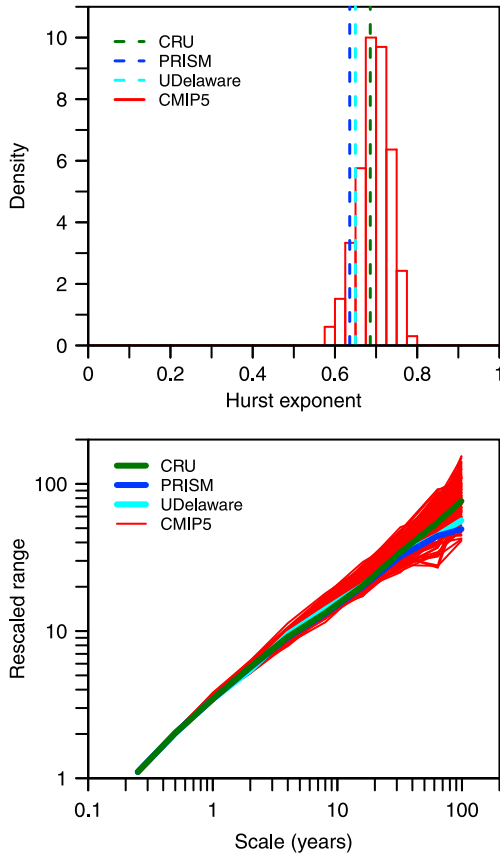 10
8
6
4
2
0
Density
CRU
PRISM
UDelaware
CMIP5
0
0.2
0.4
0.6
0.8
1
Hurst exponent
100
10
1
Rescaled range
CRU
PRISM
UDelaware
CMIP5
0.1
1
10
100
Scale (years)